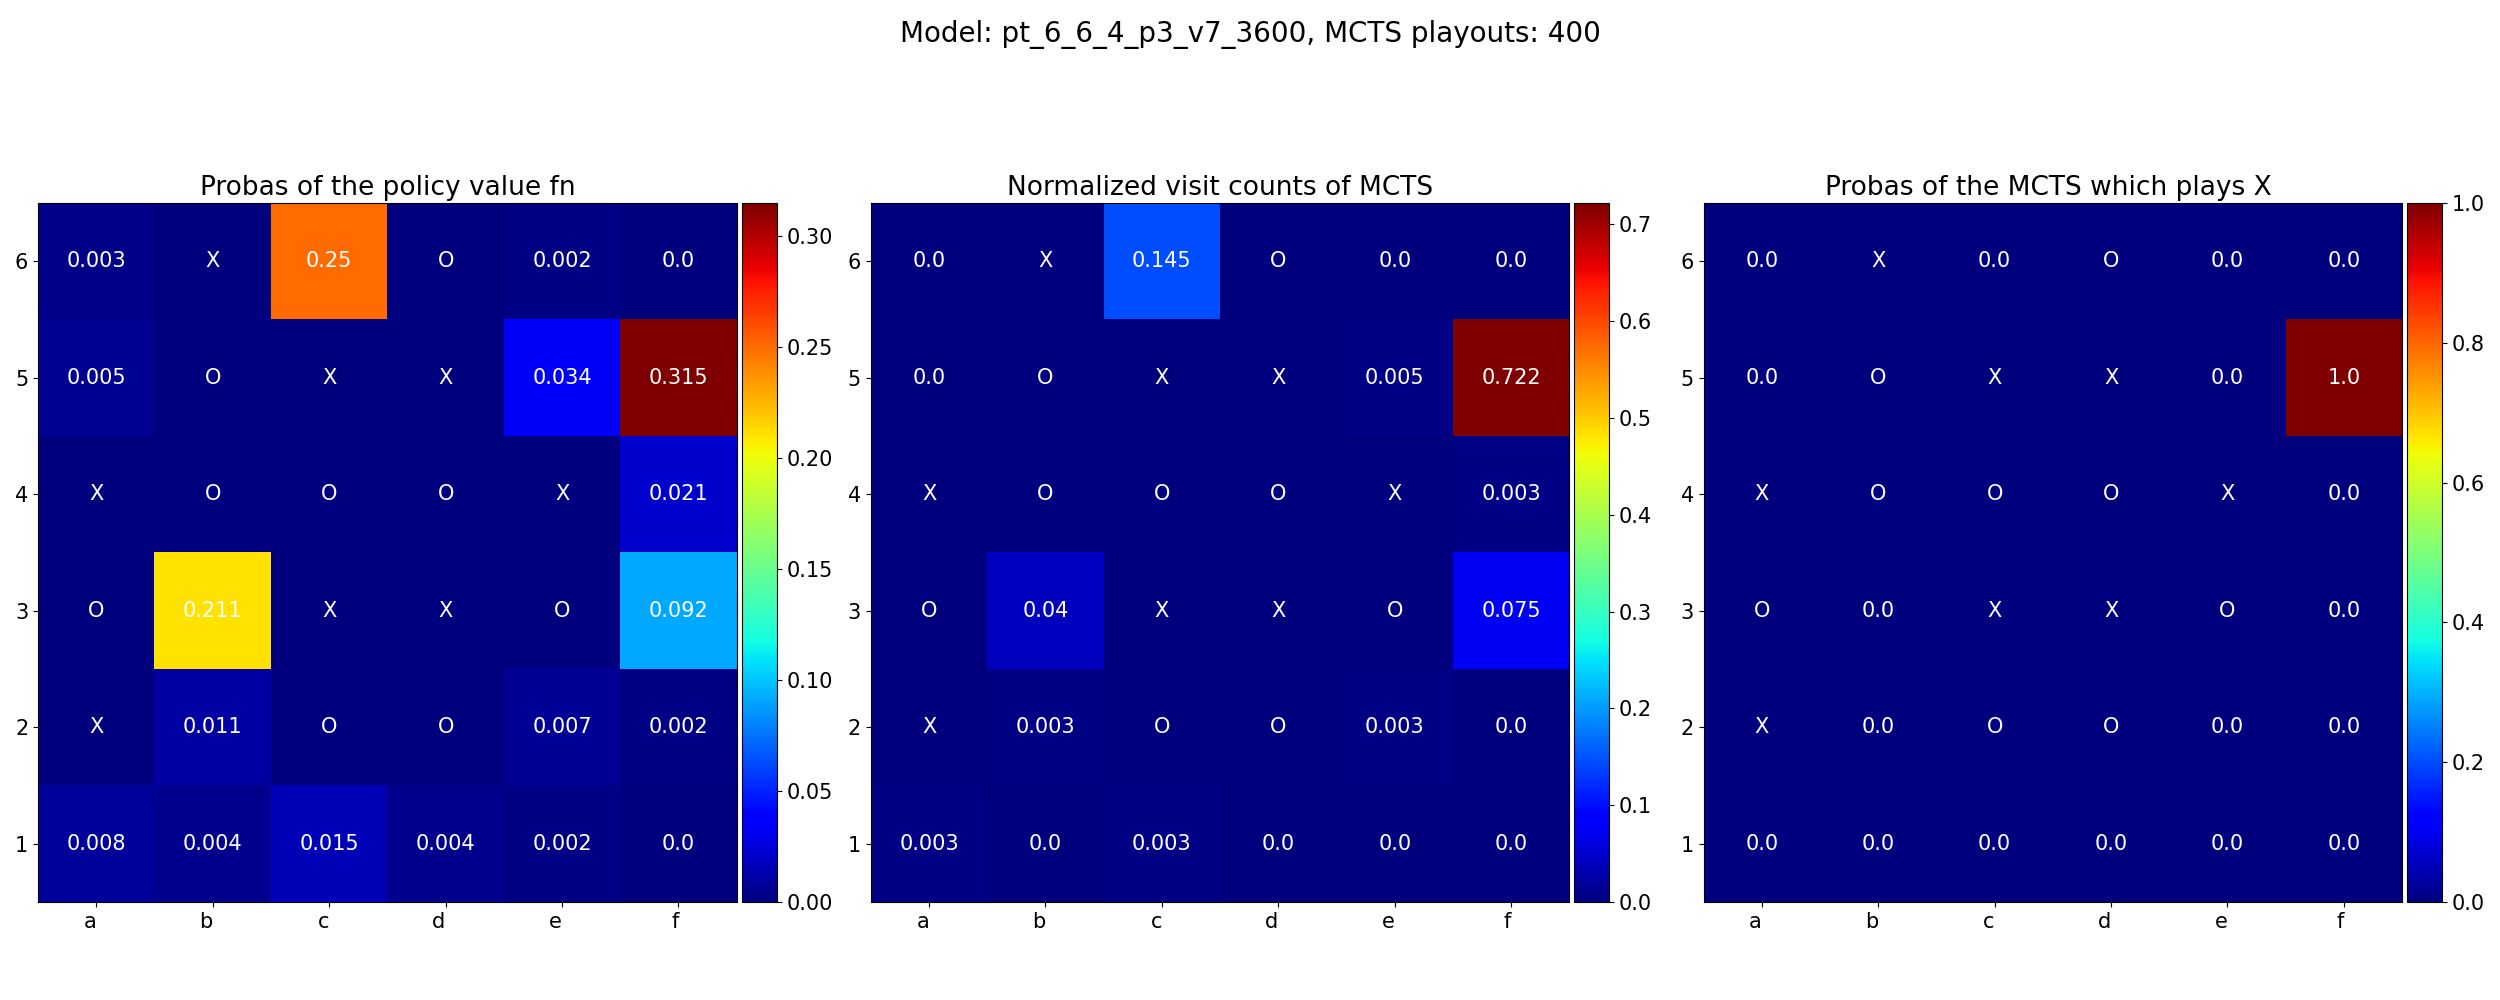 Model: pt_6_6_4_p3_v7_3600, MCTS playouts: 400
Probas of the policy value fn
6 0.003 X 0.25 O 0.002 0.0
5 0.005 O X X 0.034 0.315
4 X O O O X 0.021
3 O 0.211 X X O 0.092
2 X 0.011 O O 0.007 0.002
1 0.008 0.004 0.015 0.004 0.002 0.0
a b c d e f
0.30
0.25
0.20
0.15
0.10
0.05
0.00
Normalized visit counts of MCTS
6 0.0 X 0.145 O 0.0 0.0
5 0.0 O X X 0.005 0.722
4 X O O O X 0.003
3 O 0.04 X X O 0.075
2 X 0.003 O O 0.003 0.0
1 0.003 0.0 0.003 0.0 0.0 0.0
a b c d e f
0.7
0.6
0.5
0.4
0.3
0.2
0.1
0.0
Probas of the MCTS which plays X
6 0.0 X 0.0 O 0.0 0.0
5 0.0 O X X 0.0 1.0
4 X O O O X 0.0
3 O 0.0 X X O 0.0
2 X 0.0 O O 0.0 0.0
1 0.0 0.0 0.0 0.0 0.0 0.0
a b c d e f
1.0
0.8
0.6
0.4
0.2
0.0